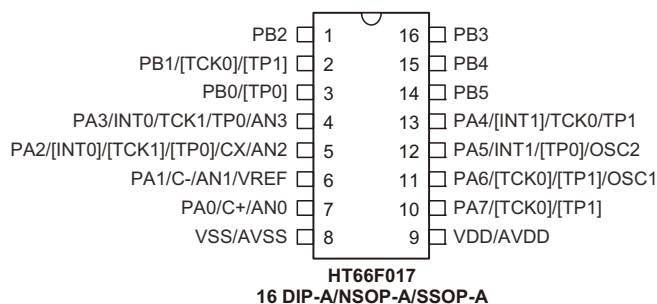 PB2 1 16 PB3
PB1/[TCK0]/[TP1] 2 15 PB4
PB0/[TP0] 3 14 PB5
PA3/INT0/TCK1/TP0/AN3 4 13 PA4/[INT1]/TCK0/TP1
PA2/[INT0]/[TCK1]/[TP0]/CX/AN2 5 12 PA5/INT1/[TP0]/OSC2
PA1/C-/AN1/VREF 6 11 PA6/[TCK0]/[TP1]/OSC1
PA0/C+/AN0 7 10 PA7/[TCK0]/[TP1]
VSS/AVSS 8 9 VDD/AVDD
HT66F017
16 DIP-A/NSOP-A/SSOP-A